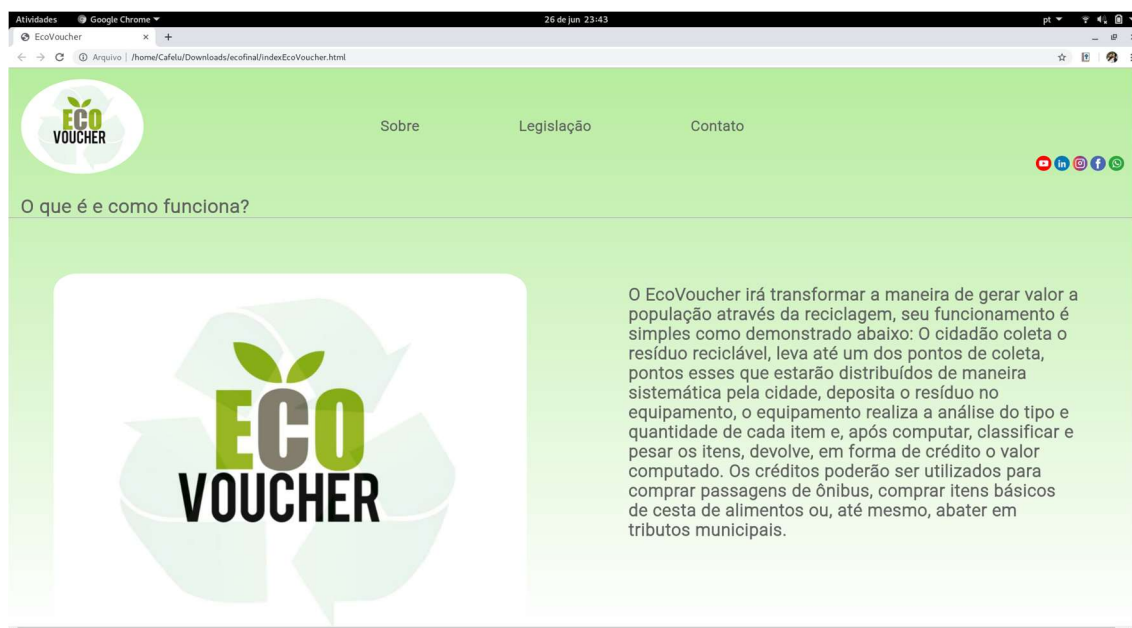 Atividades Google Chrome 26 de jun 23:43 pt
EcoVoucher
Arquivo /home/Cafelu/Downloads/ecofinal/indexEcoVoucher.html
ECO
VOUCHER
Sobre Legislação Contato
in f
O que é e como funciona?
ECO
VOUCHER
O EcoVoucher irá transformar a maneira de gerar valor a
população através da reciclagem, seu funcionamento é
simples como demonstrado abaixo: O cidadão coleta o
resíduo reciclável, leva até um dos pontos de coleta,
pontos esses que estarão distribuídos de maneira
sistemática pela cidade, deposita o resíduo no
equipamento, o equipamento realiza a análise do tipo e
quantidade de cada item e, após computar, classificar e
pesar os itens, devolve, em forma de crédito o valor
computado. Os créditos poderão ser utilizados para
comprar passagens de ônibus, comprar itens básicos
de cesta de alimentos ou, até mesmo, abater em
tributos municipais.